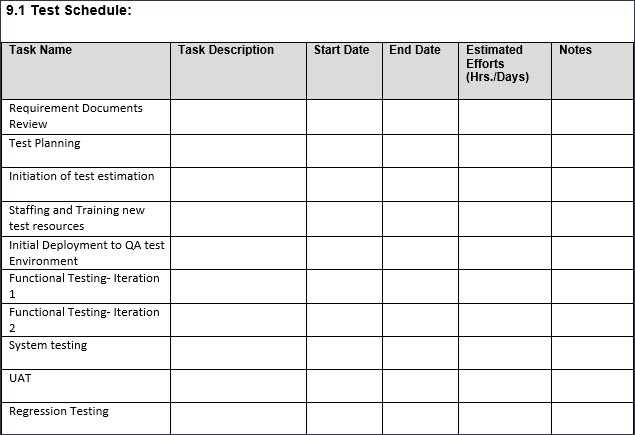 9.1 Test Schedule:
Task Name
Task Description
Start Date
End Date
Estimated
Efforts
(Hrs./Days)
Notes
Requirement Documents
Review
Test Planning
Initiation of test estimation
Staffing and Training new
test resources
Initial Deployment to QA test
Environment
Functional Testing- Iteration
1
Functional Testing- Iteration
2
System testing
UAT
Regression Testing